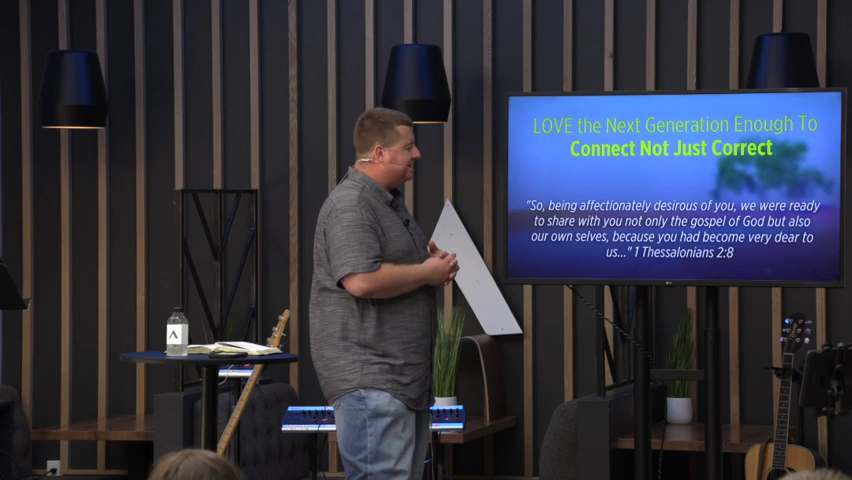 LOVE the Next Generation Enough To
Connect Not Just Correct
"So, being affectionately desirous of you, we were ready
to share with you not only the gospel of God but also
our own selves, because you had become very dear to
us..." 1 Thessalonians 2:8